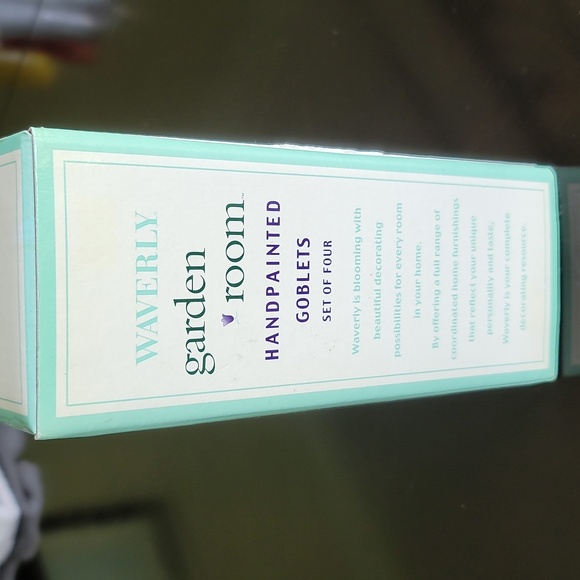 WAVERLY
garden
room™
HANDPAINTED
GOBLETS
SET OF FOUR
Waverly is blooming with
beautiful decorating
possibilities for every room
in your home.
By offering a full range of
coordinated home furnishings
that reflect your unique
personality and taste,
Waverly is your complete
decorating resource.